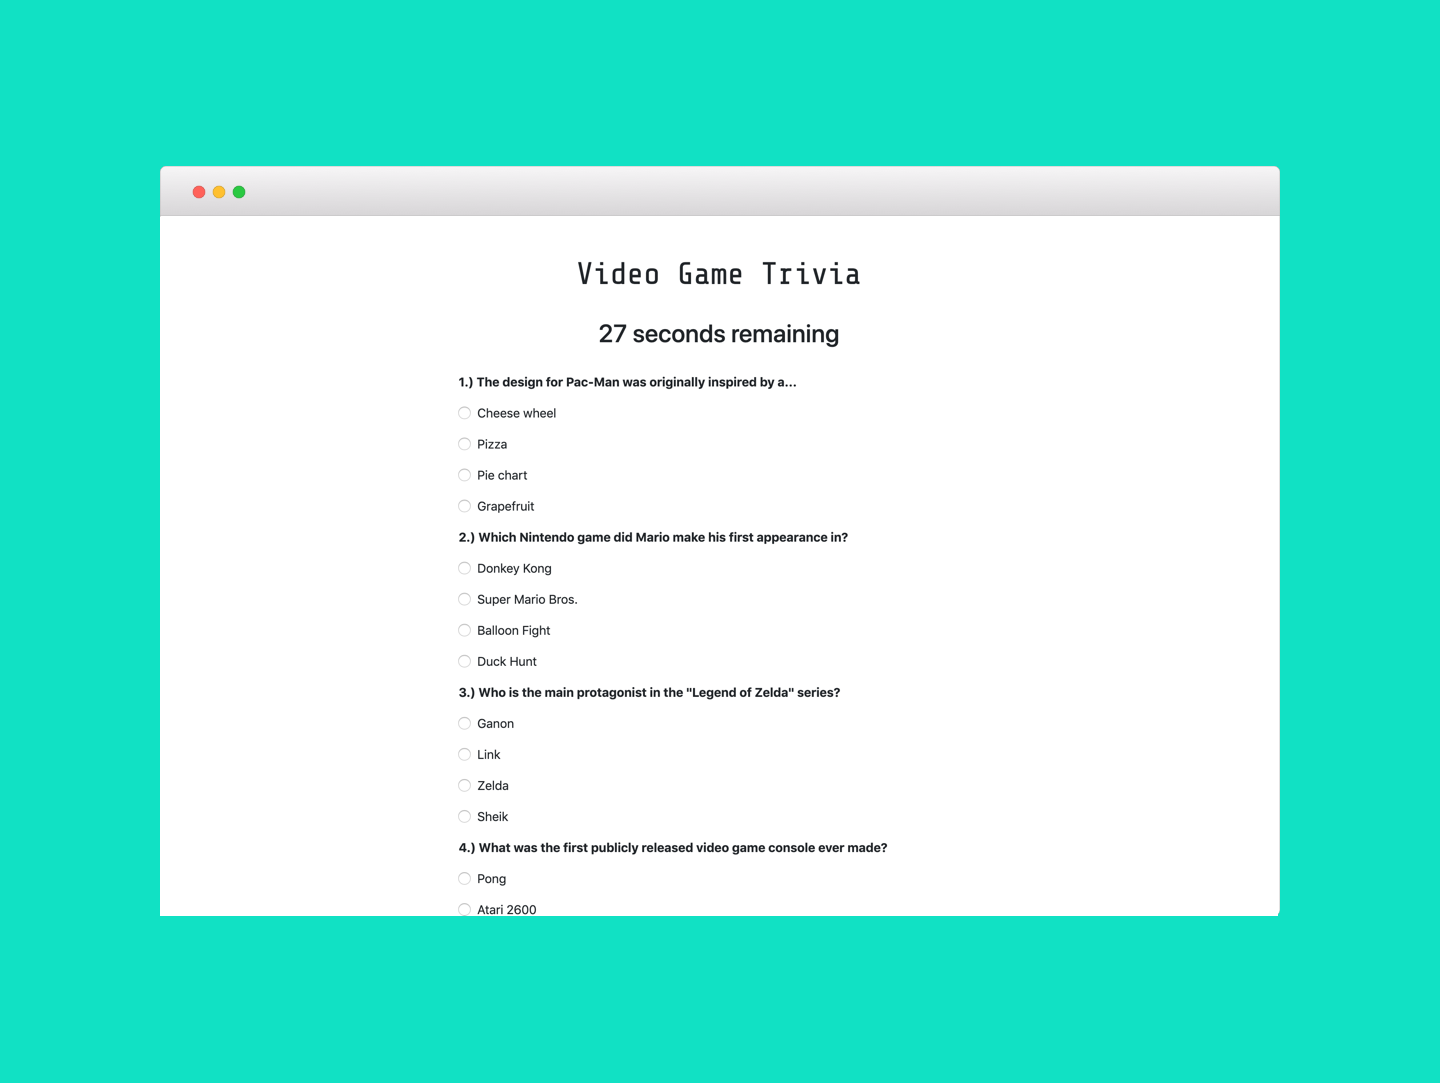 Video Game Trivia
27 seconds remaining
1.) The design for Pac-Man was originally inspired by a...
Cheese wheel
Pizza
Pie chart
Grapefruit
2.) Which Nintendo game did Mario make his first appearance in?
Donkey Kong
Super Mario Bros.
Balloon Fight
Duck Hunt
3.) Who is the main protagonist in the "Legend of Zelda" series?
Ganon
Link
Zelda
Sheik
4.) What was the first publicly released video game console ever made?
Pong
Atari 2600